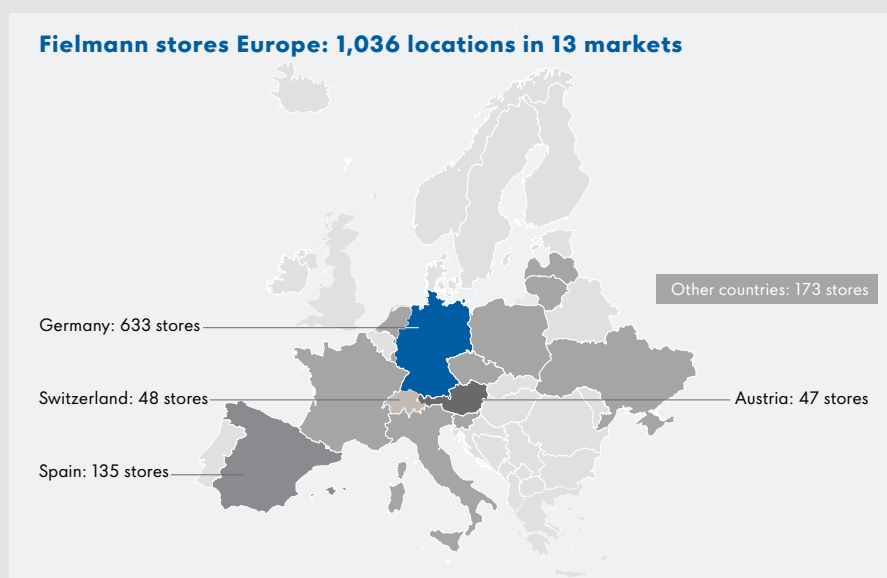 Fielmann stores Europe: 1,036 locations in 13 markets
Other countries: 173 stores
Germany: 633 stores
Switzerland: 48 stores
Austria: 47 stores
Spain: 135 stores